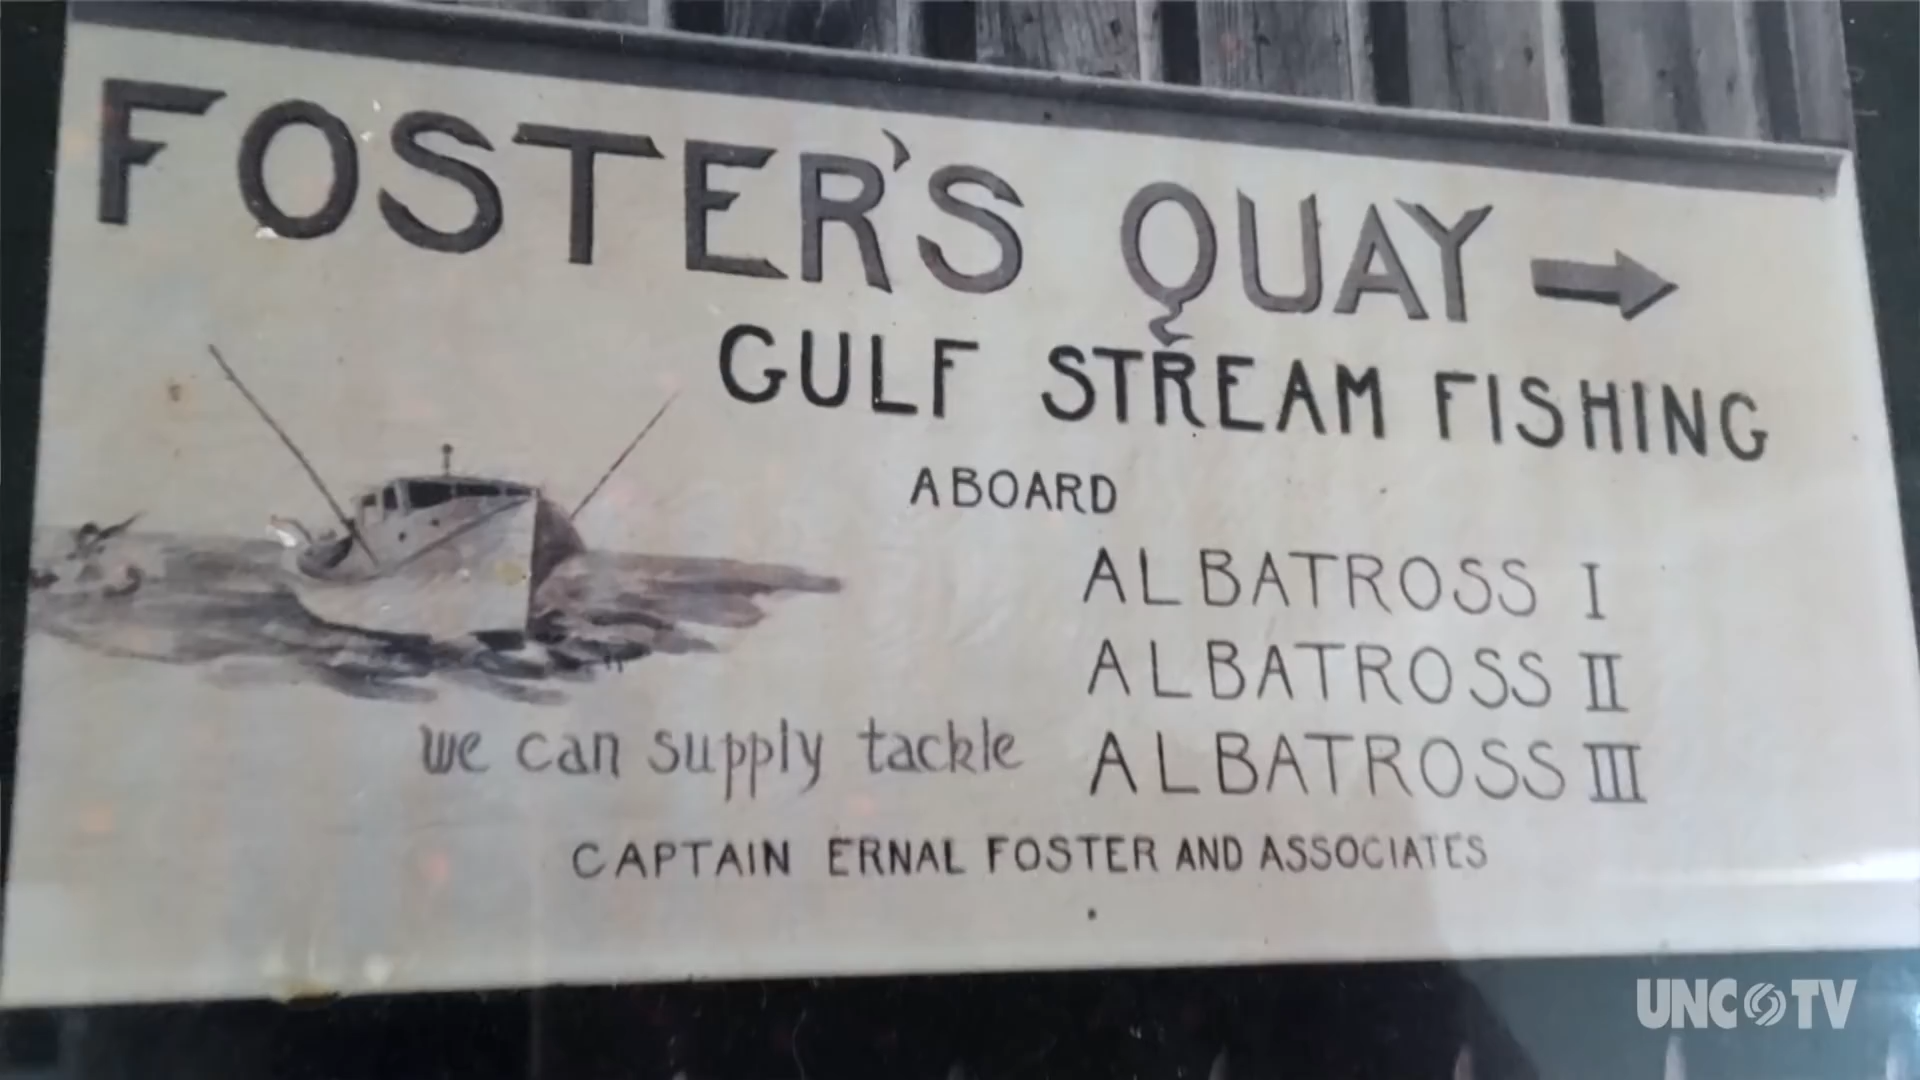 FOSTER'S QUAY →
GULF STREAM FISHING
ABOARD
ALBATROSS I
ALBATROSS II
we can supply tackle ALBATROSS III
CAPTAIN ERNAL FOSTER AND ASSOCIATES
UNC TV